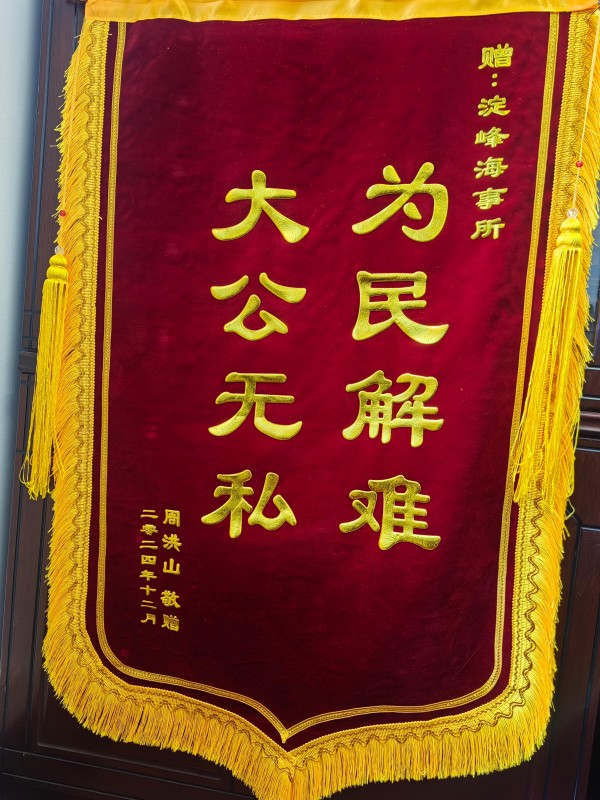 赠：淀峰海事所
为民解难
大公无私
周洪山 敬赠
二零二四年十二月